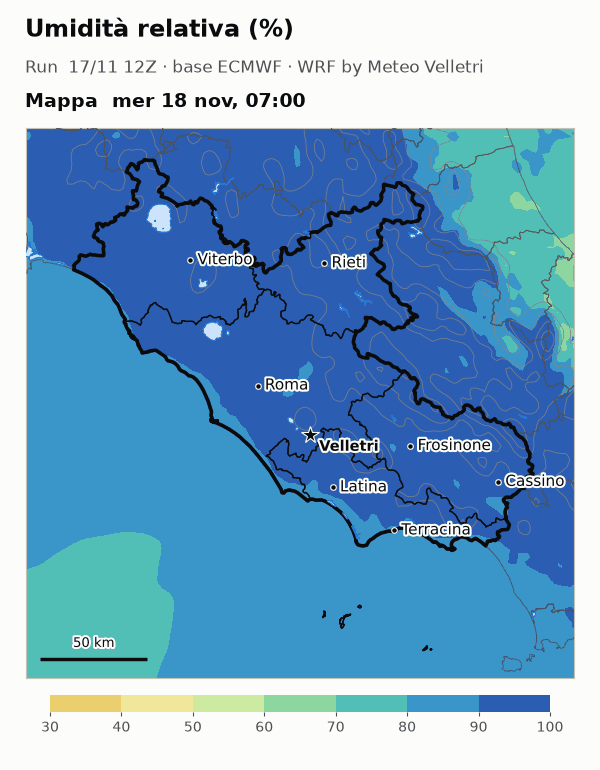 Umidità relativa (%)
Run  17/11 12Z · base ECMWF · WRF by Meteo Velletri
Mappa  mer 18 nov, 07:00
Viterbo
Rieti
Roma
Velletri
Frosinone
Cassino
Latina
Terracina
50 km
30 40 50 60 70 80 90 100